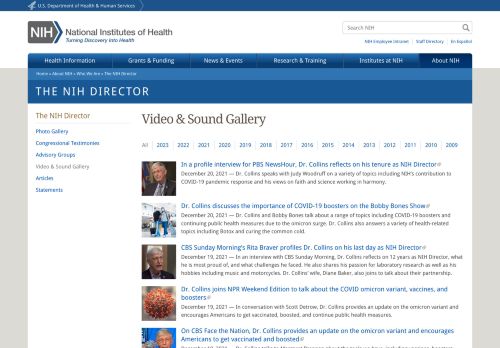 U.S. Department of Health & Human Services
Search NIH
NIH National Institutes of Health
Turning Discovery Into Health
NIH Employee Intranet Staff Directory En Español
Health Information Grants & Funding News & Events Research & Training Institutes at NIH About NIH
Home » About NIH » Who We Are » The NIH Director
THE NIH DIRECTOR
The NIH Director
Photo Gallery
Congressional Testimonies
Advisory Groups
Video & Sound Gallery
Articles
Statements
Video & Sound Gallery
All 2023 2022 2021 2020 2019 2018 2017 2016 2015 2014 2013 2012 2011 2010 2009
In a profile interview for PBS NewsHour, Dr. Collins reflects on his tenure as NIH Director
December 20, 2021 — Dr. Collins speaks with Judy Woodruff on a variety of topics including NIH's contribution to
COVID-19 pandemic response and his views on faith and science working in harmony.
Dr. Collins discusses the importance of COVID-19 boosters on the Bobby Bones Show
December 20, 2021 — Dr. Collins and Bobby Bones talk about a range of topics including COVID-19 boosters and
continuing public health measures due to the omicron surge. Dr. Collins also answers a variety of health-related
topics including Botox and curing the common cold.
CBS Sunday Morning's Rita Braver profiles Dr. Collins on his last day as NIH Director
December 19, 2021 — In an interview with CBS Sunday Morning, Dr. Collins reflects on 12 years as NIH Director, what
he is most proud of, and what challenges he faced. He also shares his passion for laboratory research as well as his
hobbies including music and motorcycles. Dr. Collins' wife, Diane Baker, also joins to talk about their partnership.
Dr. Collins joins NPR Weekend Edition to talk about the COVID omicron variant, vaccines, and
boosters
December 19, 2021 — In conversation with Scott Detrow, Dr. Collins provides an update on the omicron variant and
encourages Americans to get vaccinated, boosted, and continue public health measures.
On CBS Face the Nation, Dr. Collins provides an update on the omicron variant and encourages
Americans to get vaccinated and boosted